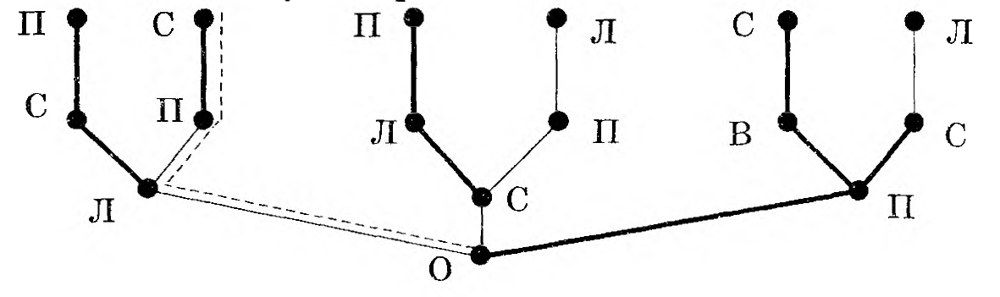 П С П Л С Л
С П Л П В С
Л С П
О